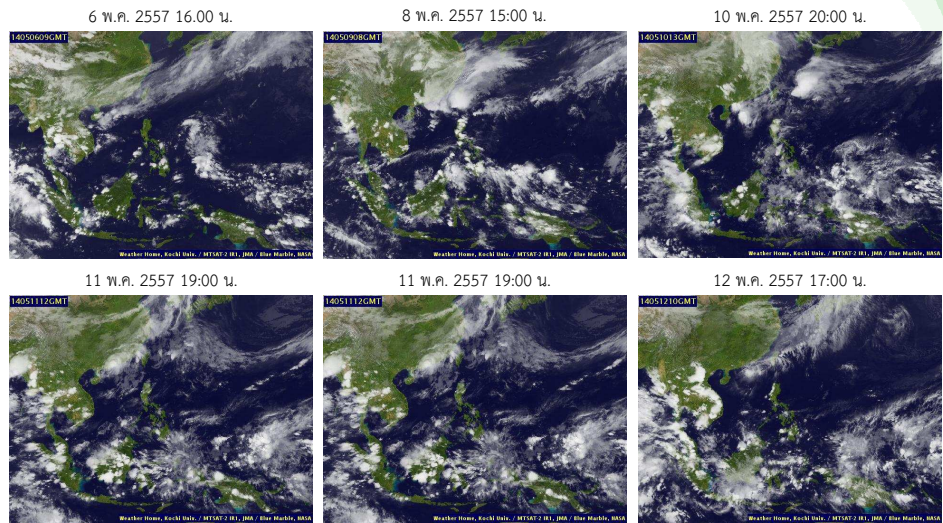 6 พ.ค. 2557 16.00 น.
8 พ.ค. 2557 15:00 น.
10 พ.ค. 2557 20:00 น.
14050609GMT
14050908GMT
14051013GMT
Weather Home, Kochi Univ. / MTSAT-2 IR1, JMA / Blue Marble, NASA
Weather Home, Kochi Univ. / MTSAT-2 IR1, JMA / Blue Marble, NASA
Weather Home, Kochi Univ. / MTSAT-2 IR1, JMA / Blue Marble, NASA
11 พ.ค. 2557 19:00 น.
11 พ.ค. 2557 19:00 น.
12 พ.ค. 2557 17:00 น.
14051112GMT
14051112GMT
14051210GMT
Weather Home, Kochi Univ. / MTSAT-2 IR1, JMA / Blue Marble, NASA
Weather Home, Kochi Univ. / MTSAT-2 IR1, JMA / Blue Marble, NASA
Weather Home, Kochi Univ. / MTSAT-2 IR1, JMA / Blue Marble, NASA